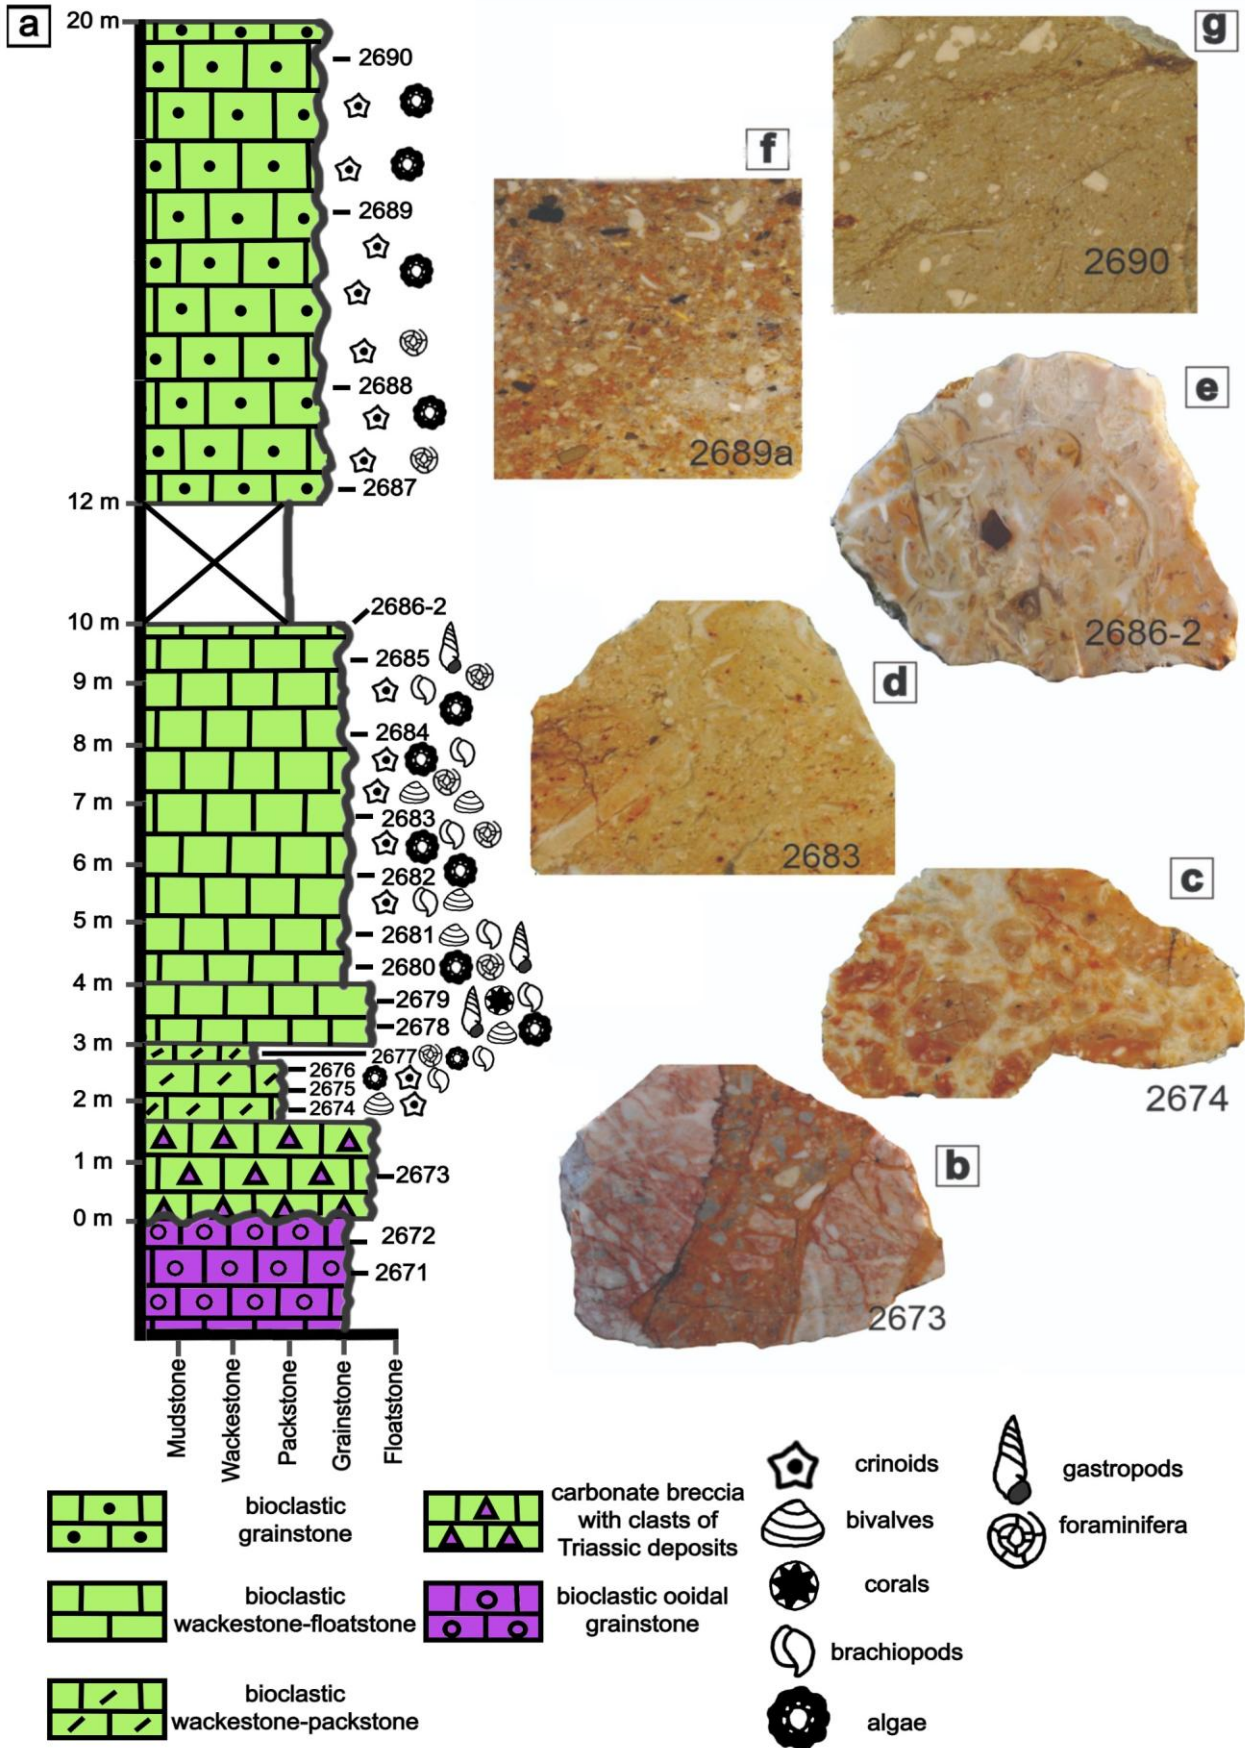 a
20 m
2690
2689
2688
2687
12 m
10 m
2686-2
2685
9 m
2684
8 m
7 m
2683
6 m
2682
5 m
2681
2680
4 m
2679
2678
3 m
2677
2676
2675
2 m
2674
1 m
2673
0 m
2672
2671
Mudstone
Wackestone
Packstone
Grainstone
Floatstone
g
2690
f
2689a
e
2686-2
d
2683
c
2674
b
2673
bioclastic
grainstone
bioclastic
wackestone-floatstone
bioclastic
wackestone-packstone
carbonate breccia
with clasts of
Triassic deposits
bioclastic ooidal
grainstone
crinoids
bivalves
corals
brachiopods
algae
gastropods
foraminifera